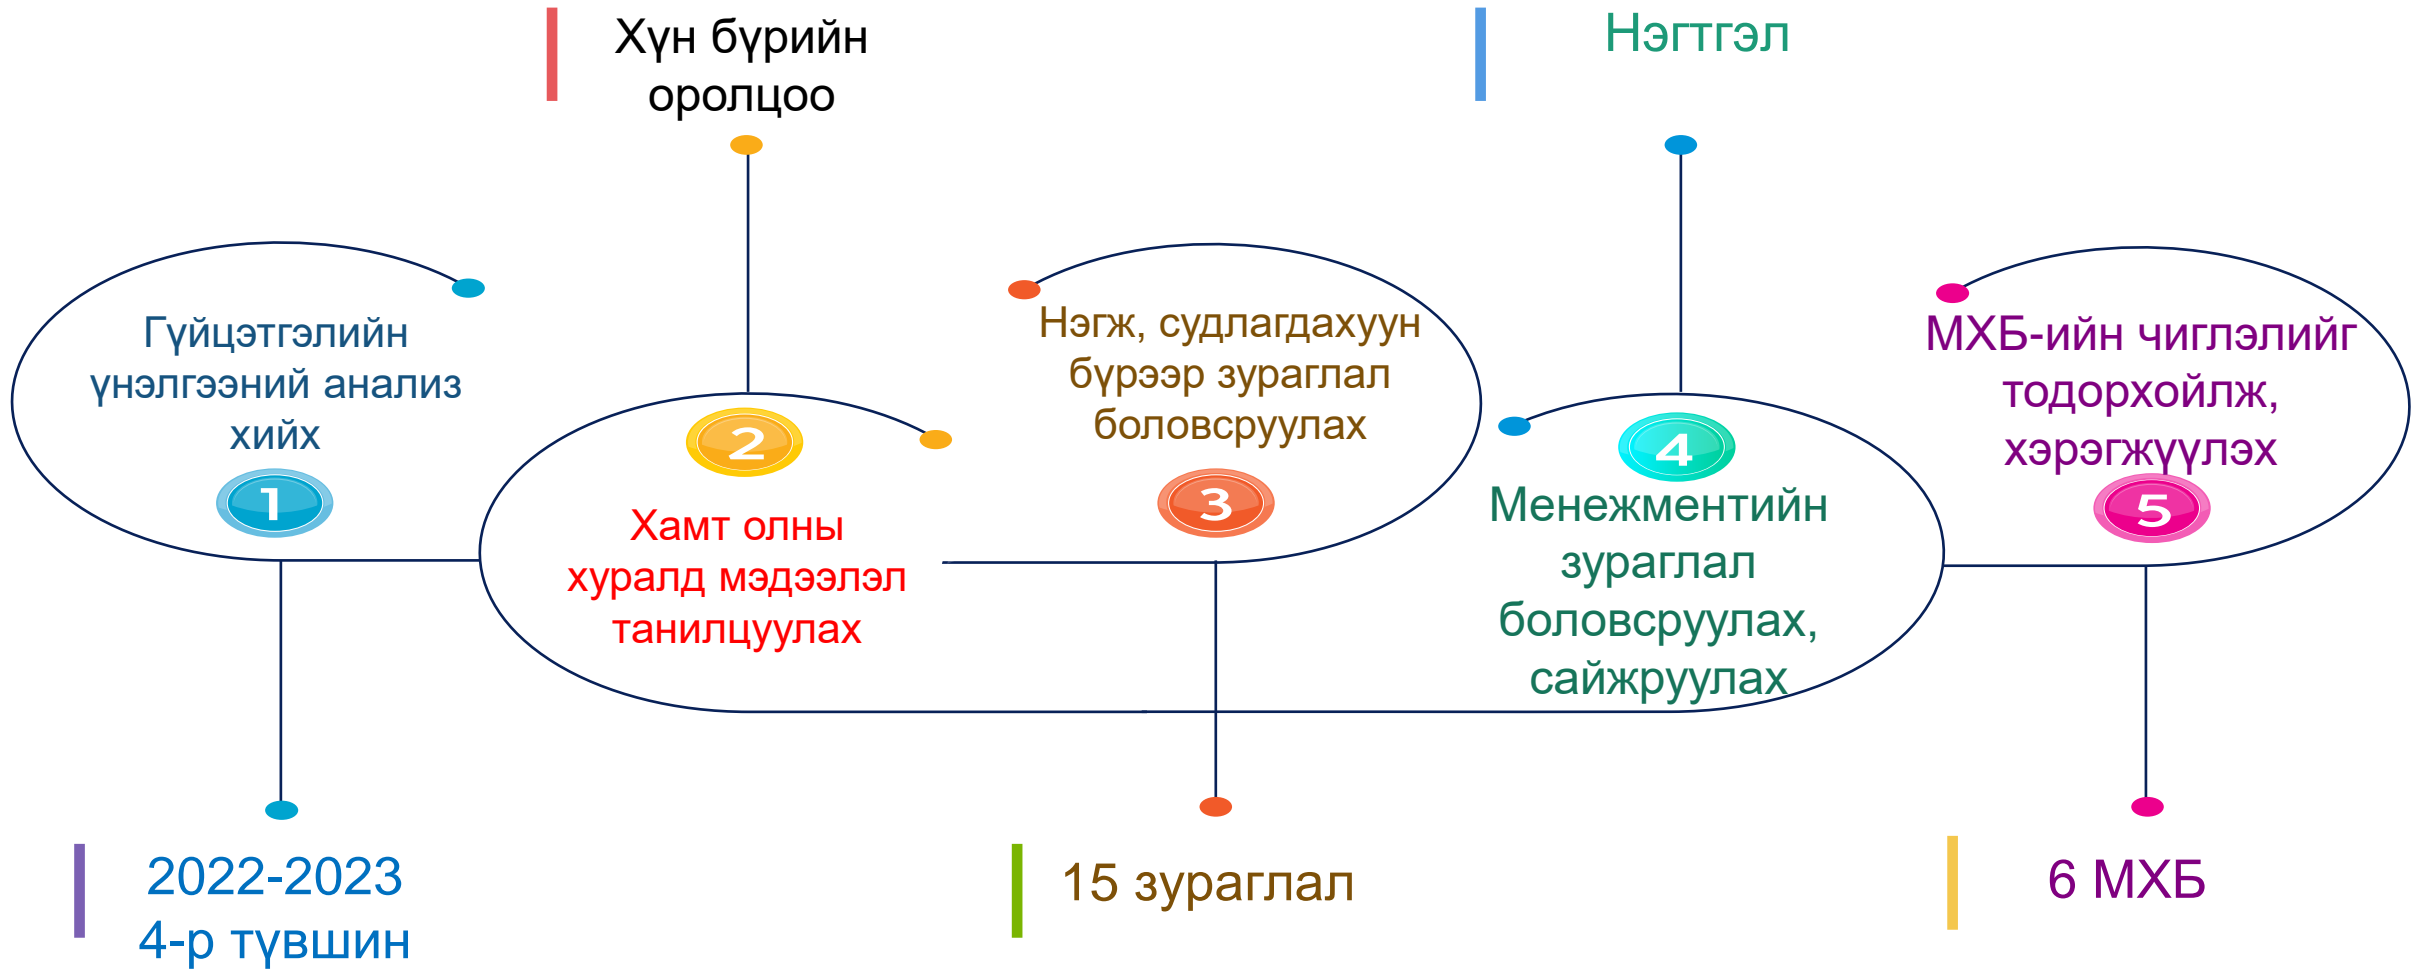 Хүн бүрийн
оролцоо
Нэгтгэл
Гүйцэтгэлийн
үнэлгээний анализ
хийх
1
2
Хамт олны
хуралд мэдээлэл
танилцуулах
Нэгж, судлагдахуун
бүрээр зураглал
боловсруулах
3
4
Менежментийн
зураглал
боловсруулах,
сайжруулах
МХБ-ийн чиглэлийг
тодорхойлж,
хэрэгжүүлэх
5
2022-2023
4-р түвшин
15 зураглал
6 МХБ